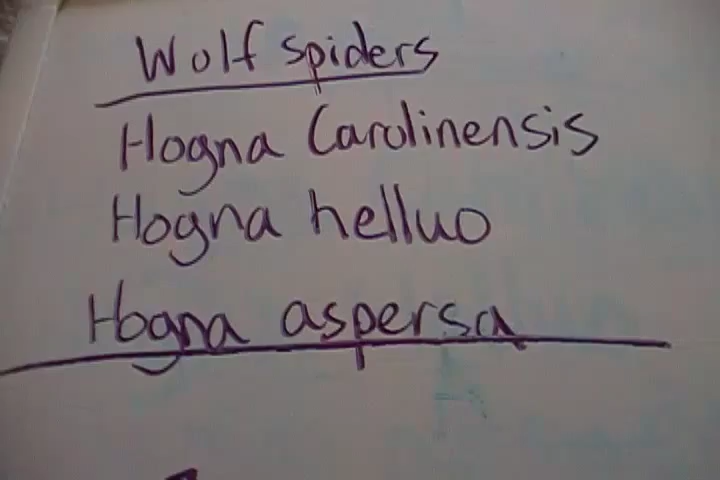 Wolf spiders
Hogna Carolinensis
Hogna helluo
Hogna aspersa